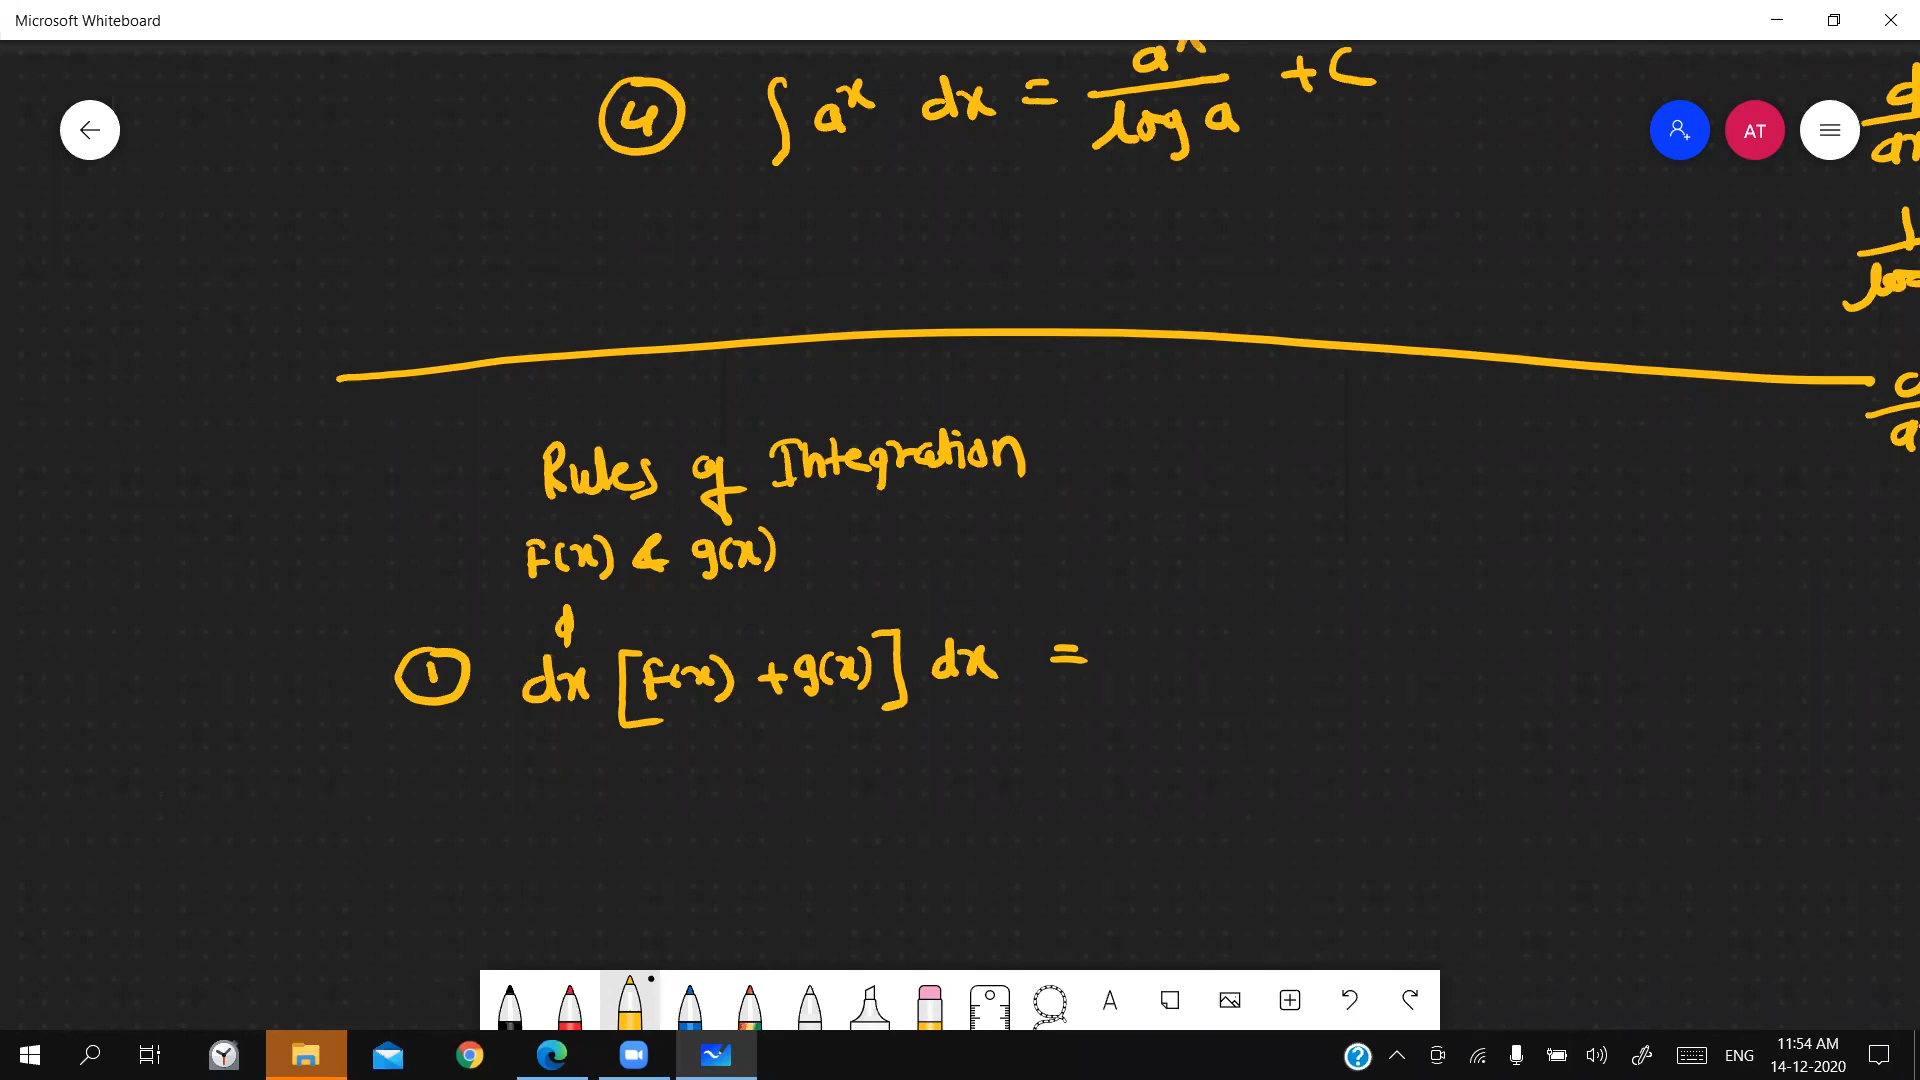 Microsoft Whiteboard
④ ∫ aˣ dx = aˣ / log a + C
AT
Rules of Integration
F(x) & g(x)
① dx [F(x) + g(x)] dx =
A
ENG
11:54 AM
14-12-2020